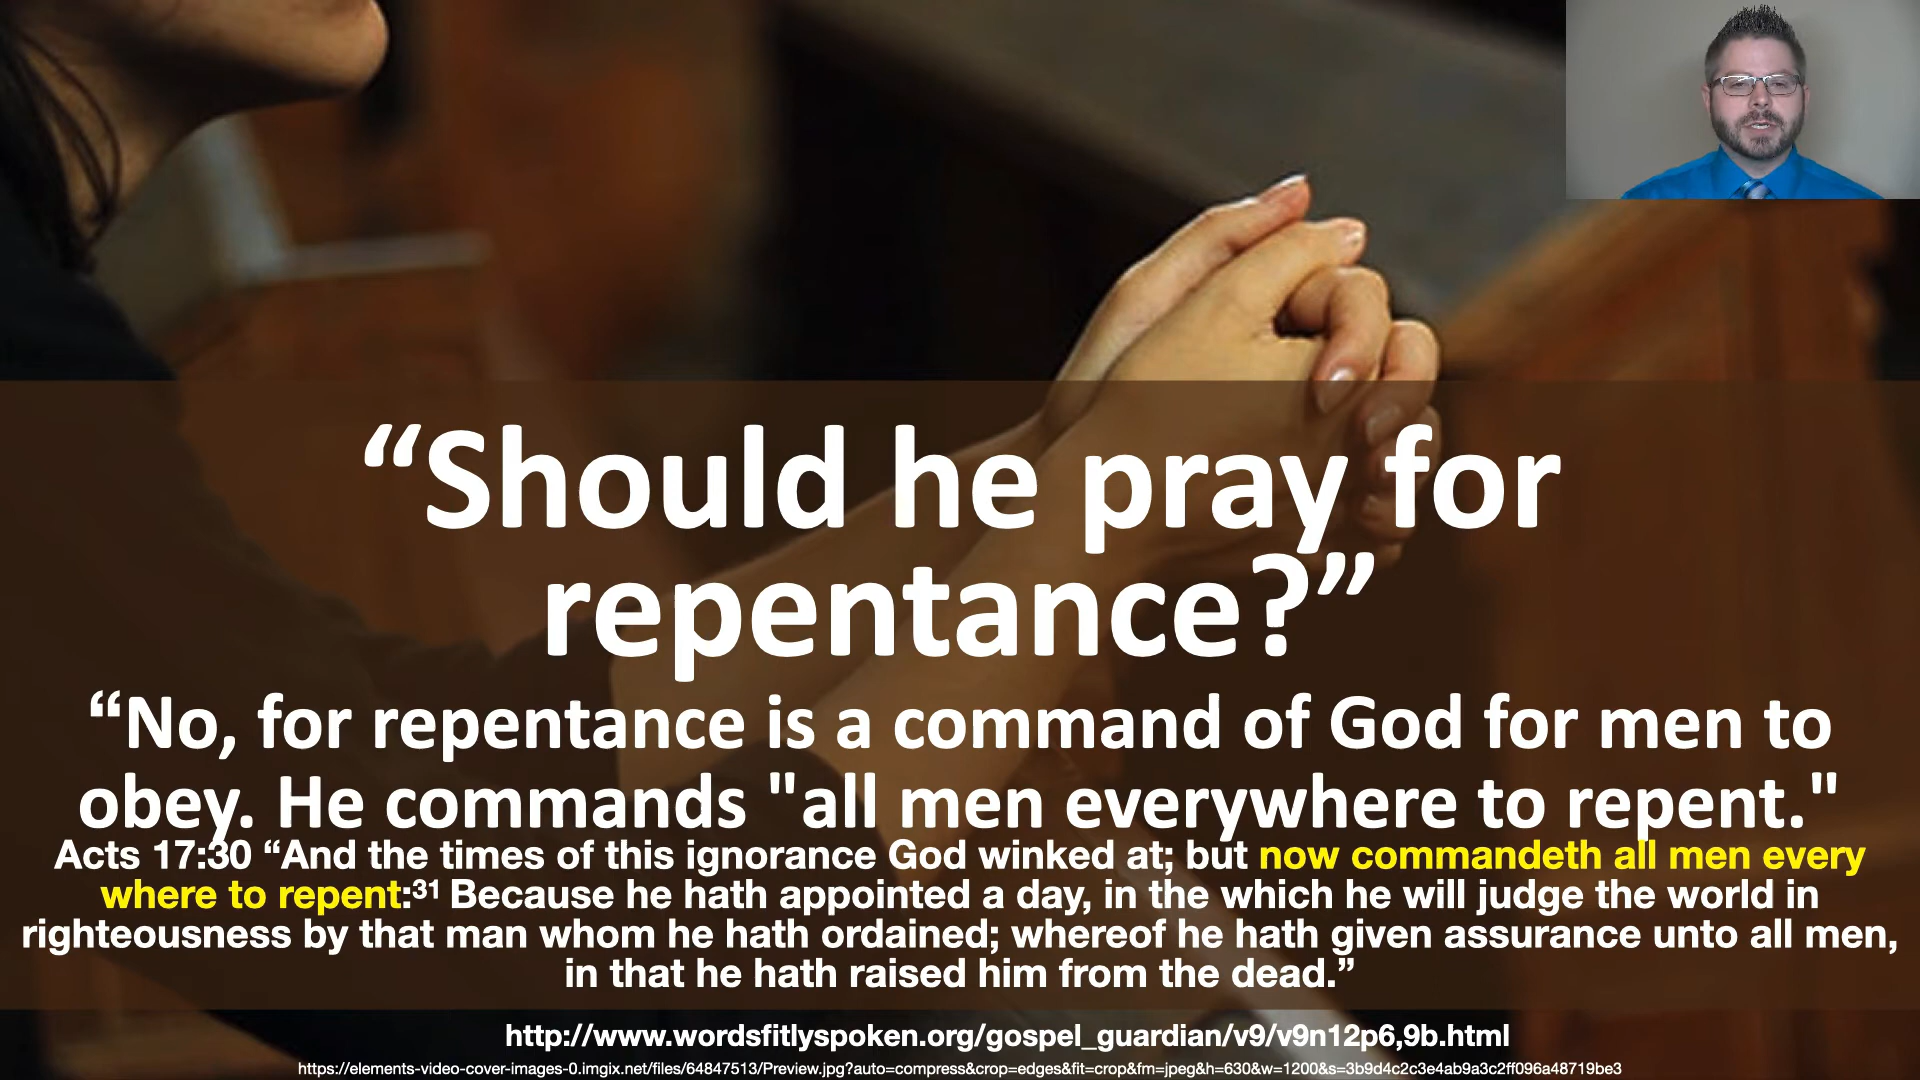 “Should he pray for
repentance?”
“No, for repentance is a command of God for men to
obey. He commands "all men everywhere to repent."
Acts 17:30 “And the times of this ignorance God winked at; but now commandeth all men every
where to repent:³¹ Because he hath appointed a day, in the which he will judge the world in
righteousness by that man whom he hath ordained; whereof he hath given assurance unto all men,
in that he hath raised him from the dead.”
http://www.wordsfitlyspoken.org/gospel_guardian/v9/v9n12p6,9b.html
https://elements-video-cover-images-0.imgix.net/files/64847513/Preview.jpg?auto=compress&crop=edges&fit=crop&fm=jpeg&h=630&w=1200&s=3b9d4c2c3e4ab9a3c2ff096a48719be3